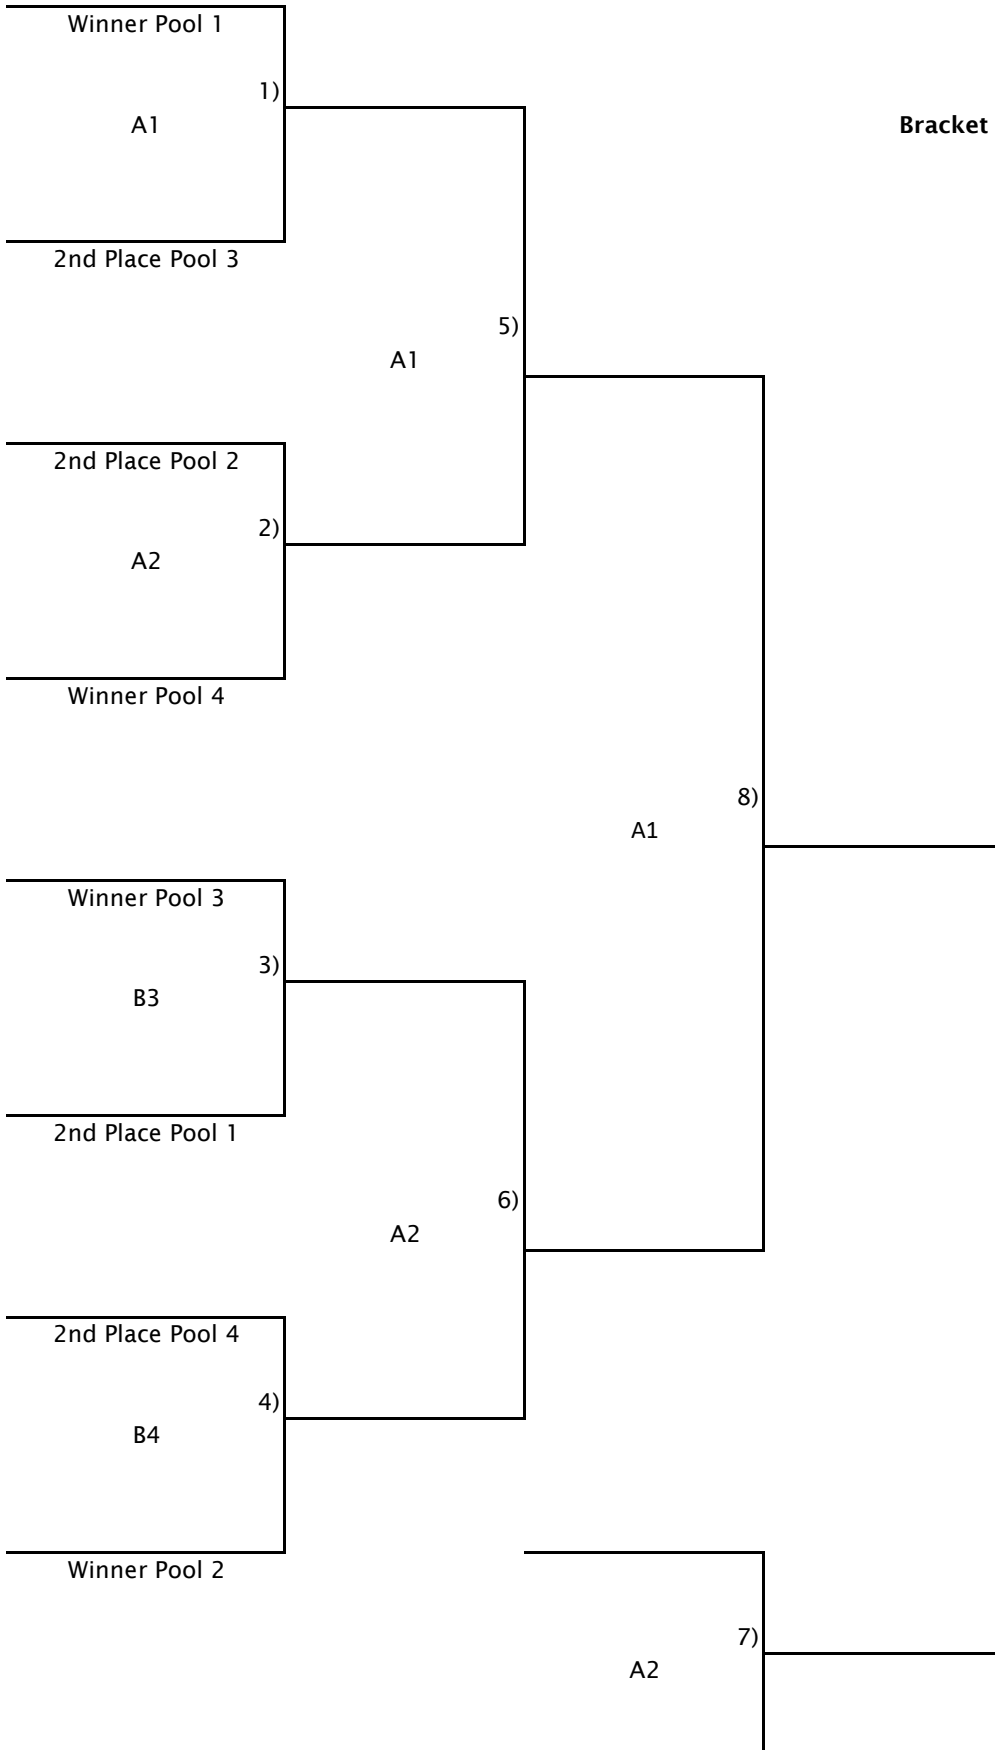 Winner Pool 1
1)
A1
Bracket
2nd Place Pool 3
5)
A1
2nd Place Pool 2
2)
A2
Winner Pool 4
8)
A1
Winner Pool 3
3)
B3
2nd Place Pool 1
6)
A2
2nd Place Pool 4
4)
B4
Winner Pool 2
7)
A2